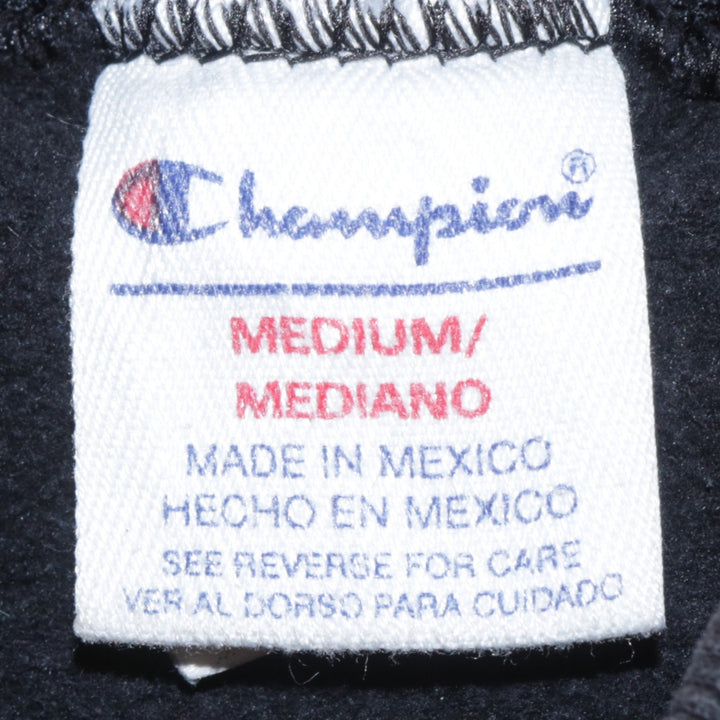 Champion®
MEDIUM/
MEDIANO
MADE IN MEXICO
HECHO EN MEXICO
SEE REVERSE FOR CARE
VER AL DORSO PARA CUIDADO